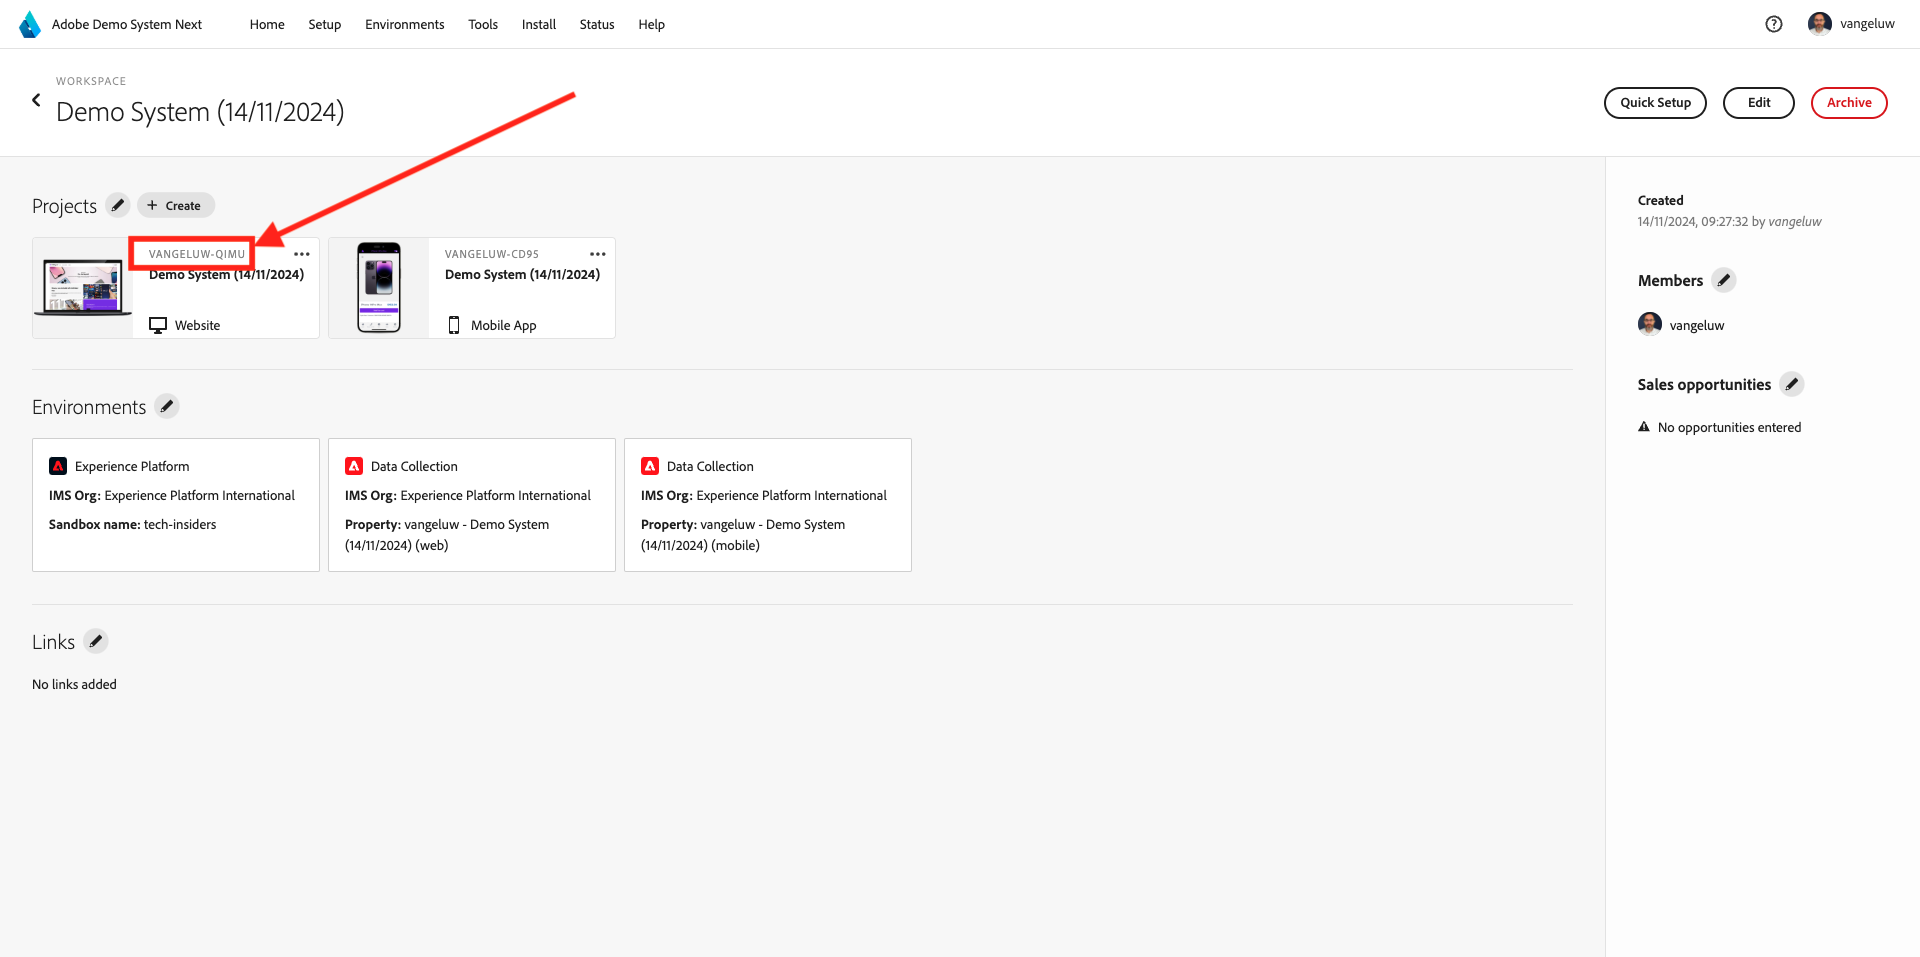 Adobe Demo System Next
Home
Setup
Environments
Tools
Install
Status
Help
vangeluw
WORKSPACE
Demo System (14/11/2024)
Quick Setup
Edit
Archive
Projects
+ Create
VANGELUW-QIMU
Demo System (14/11/2024)
Website
VANGELUW-CD95
Demo System (14/11/2024)
Mobile App
Environments
Experience Platform
IMS Org: Experience Platform International
Sandbox name: tech-insiders
Data Collection
IMS Org: Experience Platform International
Property: vangeluw - Demo System
(14/11/2024) (web)
Data Collection
IMS Org: Experience Platform International
Property: vangeluw - Demo System
(14/11/2024) (mobile)
Links
No links added
Created
14/11/2024, 09:27:32 by vangeluw
Members
vangeluw
Sales opportunities
No opportunities entered